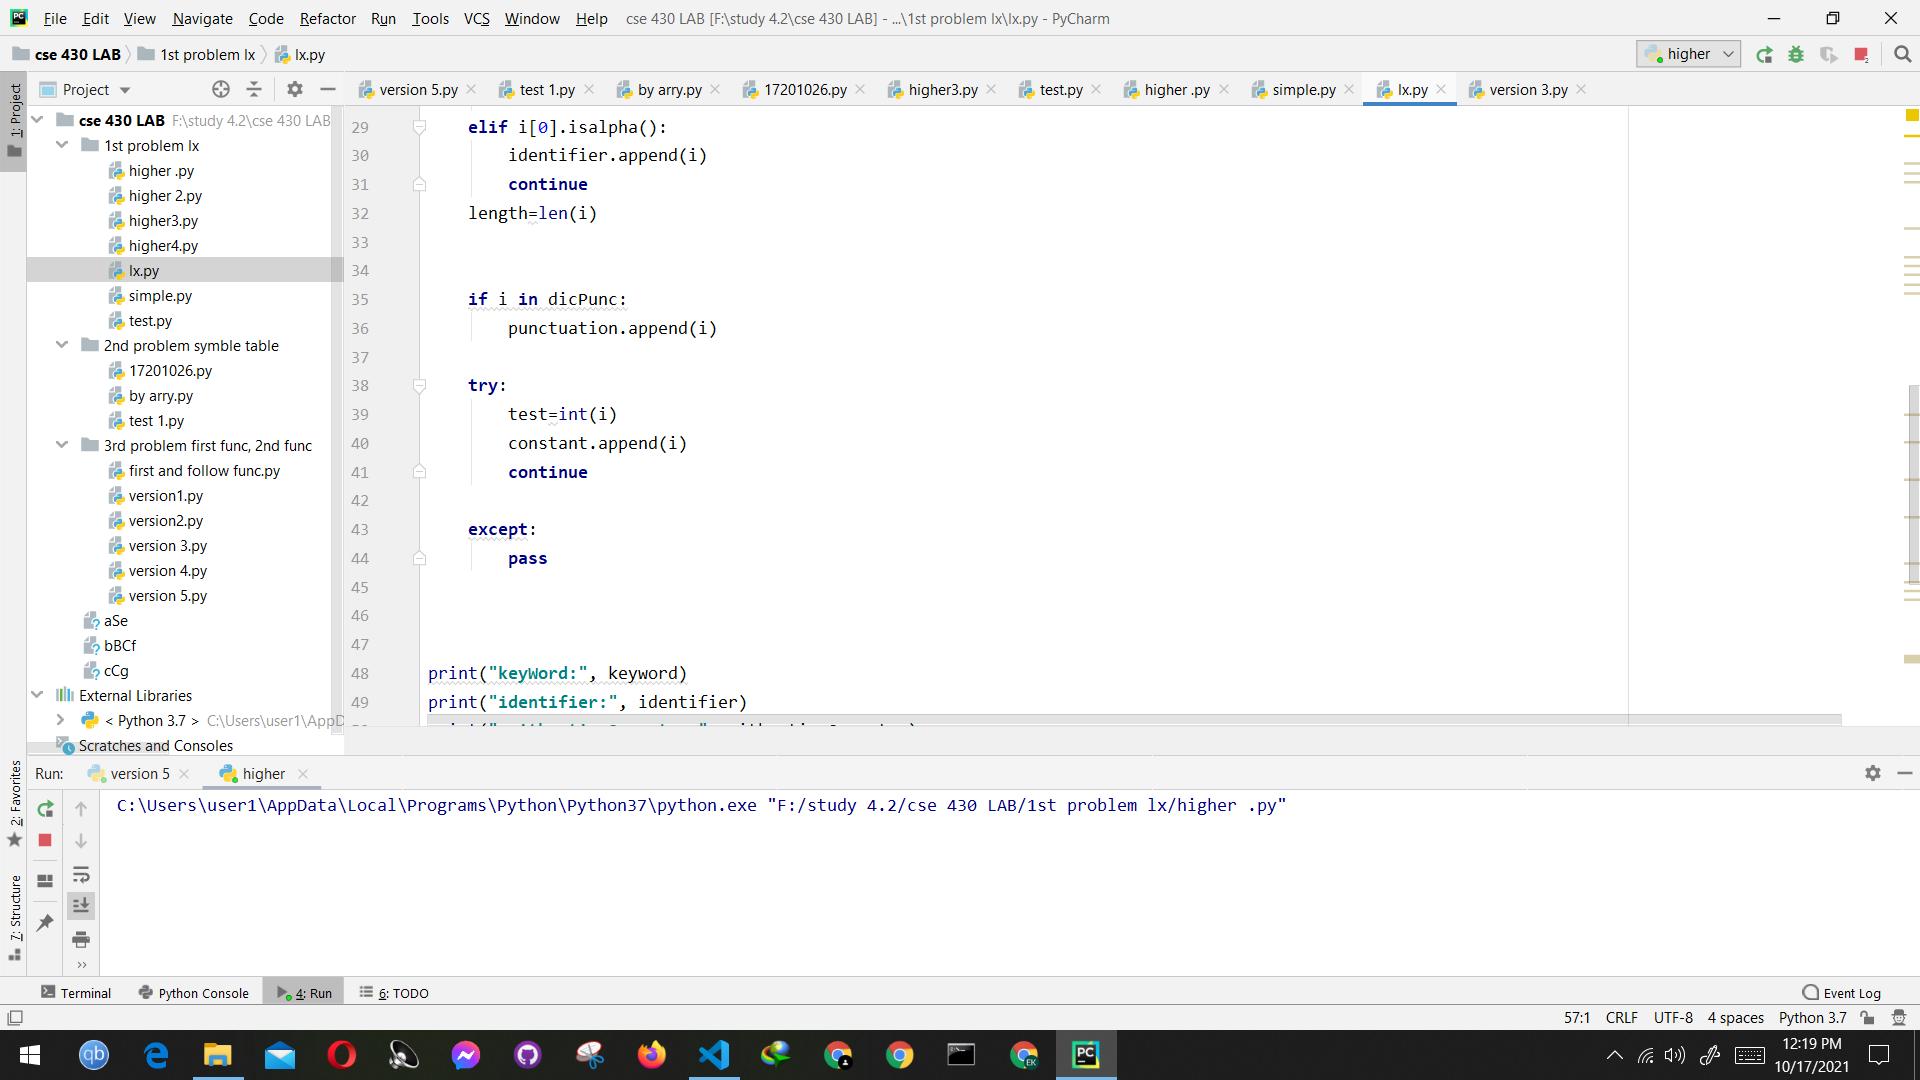 File Edit View Navigate Code Refactor Run Tools VCS Window Help cse 430 LAB [F:\study 4.2\cse 430 LAB] - ...\1st problem lx\lx.py - PyCharm
cse 430 LAB 1st problem lx lx.py higher
1: Project
Project
version 5.py test 1.py by arry.py 17201026.py higher3.py test.py higher .py simple.py lx.py version 3.py
cse 430 LAB F:\study 4.2\cse 430 LAB
1st problem lx
higher .py
higher 2.py
higher3.py
higher4.py
lx.py
simple.py
test.py
2nd problem symble table
17201026.py
by arry.py
test 1.py
3rd problem first func, 2nd func
first and follow func.py
version1.py
version2.py
version 3.py
version 4.py
version 5.py
aSe
bBCf
cCg
External Libraries
< Python 3.7 > C:\Users\user1\AppD
Scratches and Consoles
29 elif i[0].isalpha():
30 identifier.append(i)
31 continue
32 length=len(i)
33
34
35 if i in dicPunc:
36 punctuation.append(i)
37
38 try:
39 test=int(i)
40 constant.append(i)
41 continue
42
43 except:
44 pass
45
46
47
48 print("keyWord:", keyword)
49 print("identifier:", identifier)
2: Favorites
7: Structure
Run: version 5 higher
C:\Users\user1\AppData\Local\Programs\Python\Python37\python.exe "F:/study 4.2/cse 430 LAB/1st problem lx/higher .py"
Terminal Python Console 4: Run 6: TODO Event Log
57:1 CRLF UTF-8 4 spaces Python 3.7
12:19 PM
10/17/2021